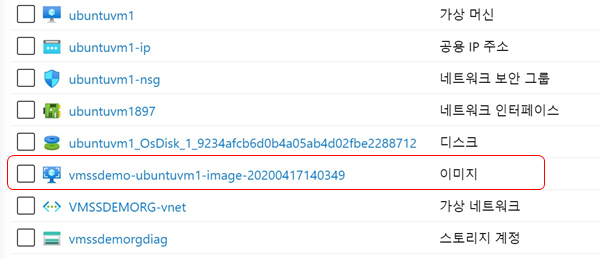 ubuntuvm1 가상 머신
ubuntuvm1-ip 공용 IP 주소
ubuntuvm1-nsg 네트워크 보안 그룹
ubuntuvm1897 네트워크 인터페이스
ubuntuvm1_OsDisk_1_9234afcb6d0b4a05ab4d02fbe2288712 디스크
vmssdemo-ubuntuvm1-image-20200417140349 이미지
VMSSDEMORG-vnet 가상 네트워크
vmssdemorgdiag 스토리지 계정